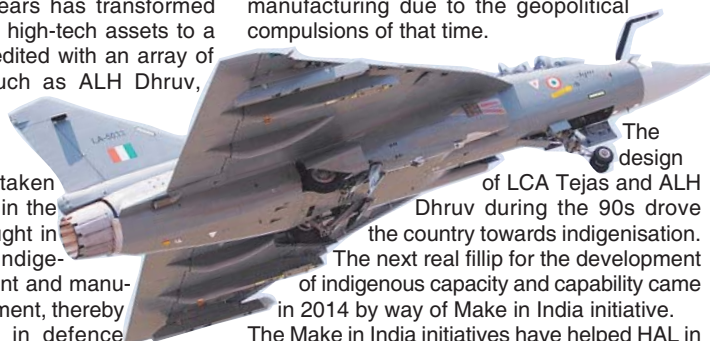 ears has transformed
high-tech assets to a
edited with an array of
uch as ALH Dhruv,
taken
in the
ught in
indige-
nt and manu-
ment, thereby
in defence
manufacturing due to the geopolitical
compulsions of that time.
The
design
of LCA Tejas and ALH
Dhruv during the 90s drove
the country towards indigenisation.
The next real fillip for the development
of indigenous capacity and capability came
in 2014 by way of Make in India initiative.
The Make in India initiatives have helped HAL in